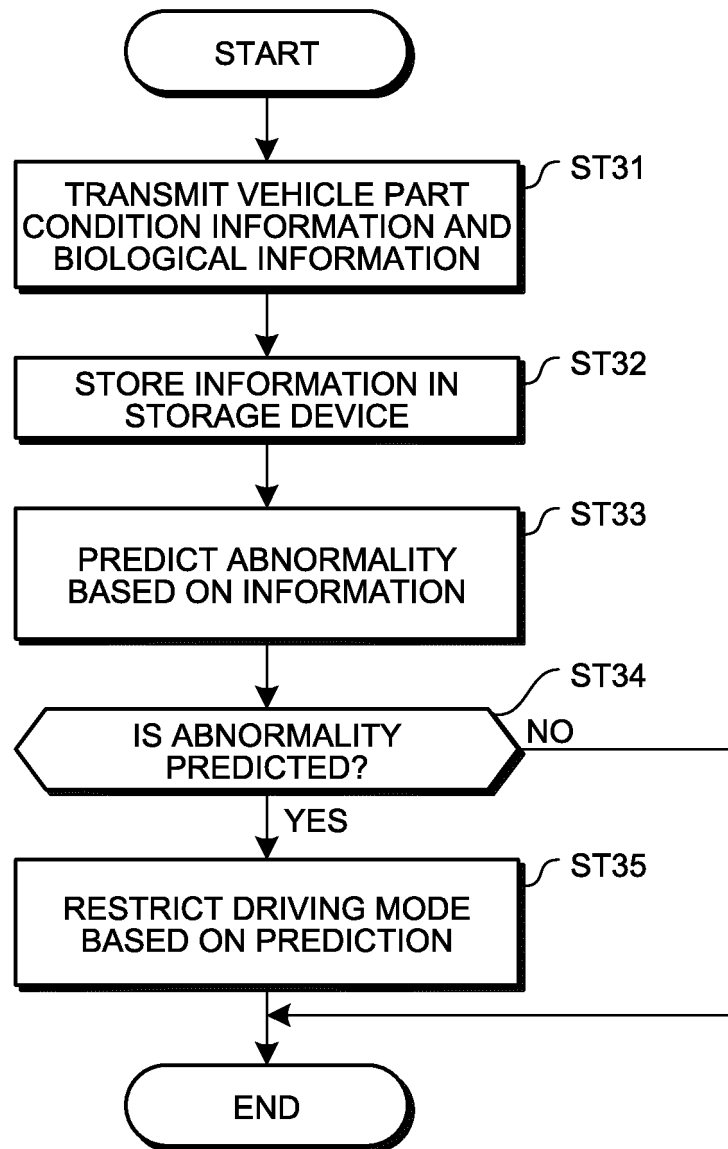 START
ST31
TRANSMIT VEHICLE PART
CONDITION INFORMATION AND
BIOLOGICAL INFORMATION
ST32
STORE INFORMATION IN
STORAGE DEVICE
ST33
PREDICT ABNORMALITY
BASED ON INFORMATION
ST34
IS ABNORMALITY
PREDICTED?
NO
YES
ST35
RESTRICT DRIVING MODE
BASED ON PREDICTION
END